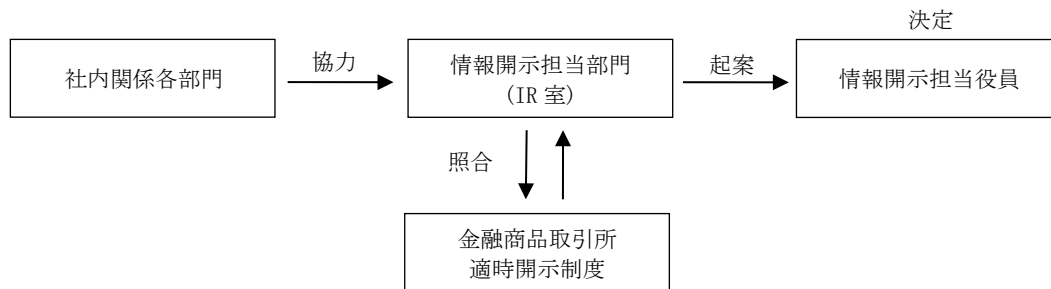 決定
社内関係各部門
協力
情報開示担当部門
(IR 室)
起案
情報開示担当役員
照合
金融商品取引所
適時開示制度